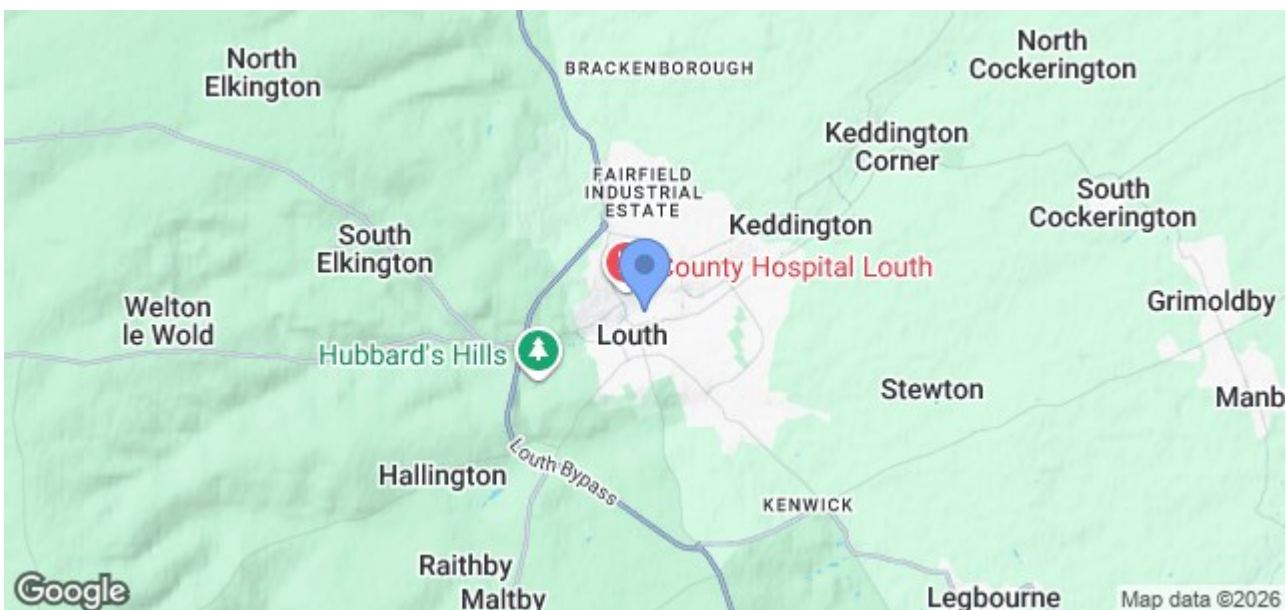 North
Elkington
BRACKENBOROUGH
North
Cockerington
Keddington
Corner
FAIRFIELD
INDUSTRIAL
ESTATE
South
Cockerington
Keddington
South
Elkington
County Hospital Louth
Welton
le Wold
Grimoldby
Louth
Hubbard's Hills
Stewton
Manb
Hallington
Louth Bypass
KENWICK
Raithby
Maltby
Legbourne
Google
Map data ©2026